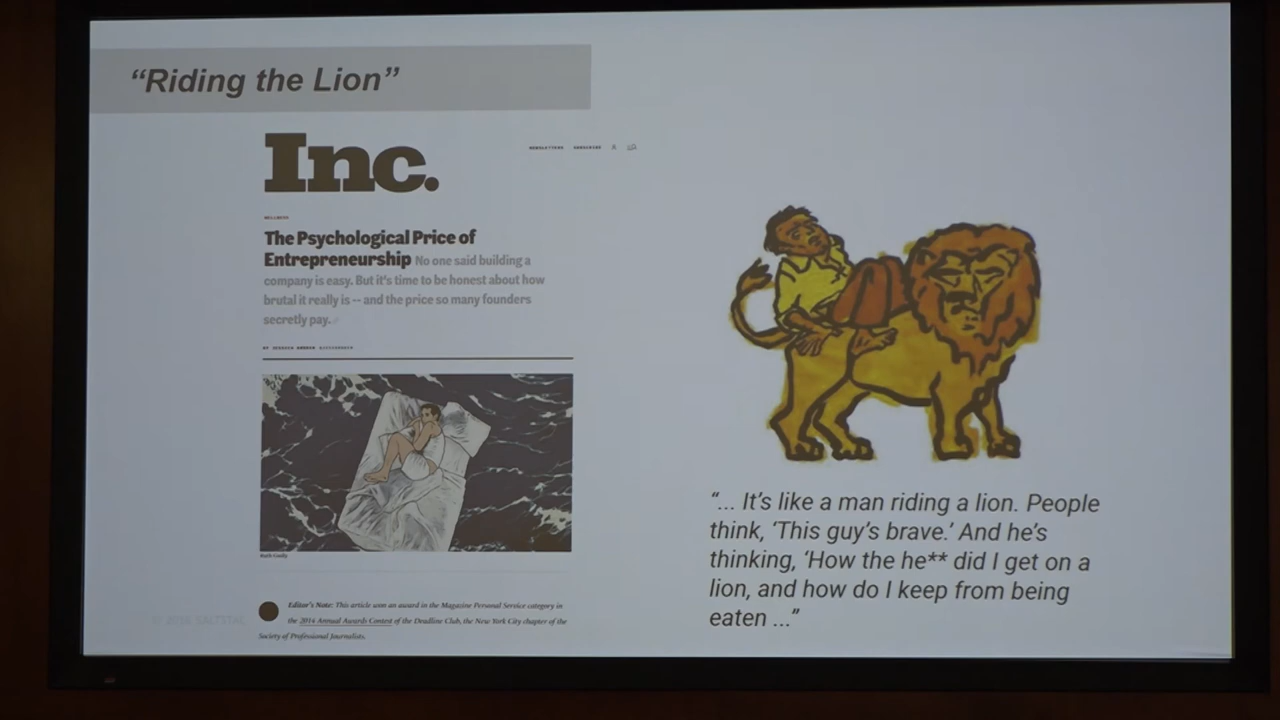 “Riding the Lion”
Inc.
NEWSLETTERS SUBSCRIBE
WELLNESS
The Psychological Price of
Entrepreneurship No one said building a
company is easy. But it's time to be honest about how
brutal it really is -- and the price so many founders
secretly pay.
BY JESSICA BRUDER
Editor's Note: This article won an award in the Magazine Personal Service category in
the 2014 Annual Awards Contest of the Deadline Club, the New York City chapter of the
Society of Professional Journalists.
“... It’s like a man riding a lion. People
think, ‘This guy’s brave.’ And he’s
thinking, ‘How the he** did I get on a
lion, and how do I keep from being
eaten ...”